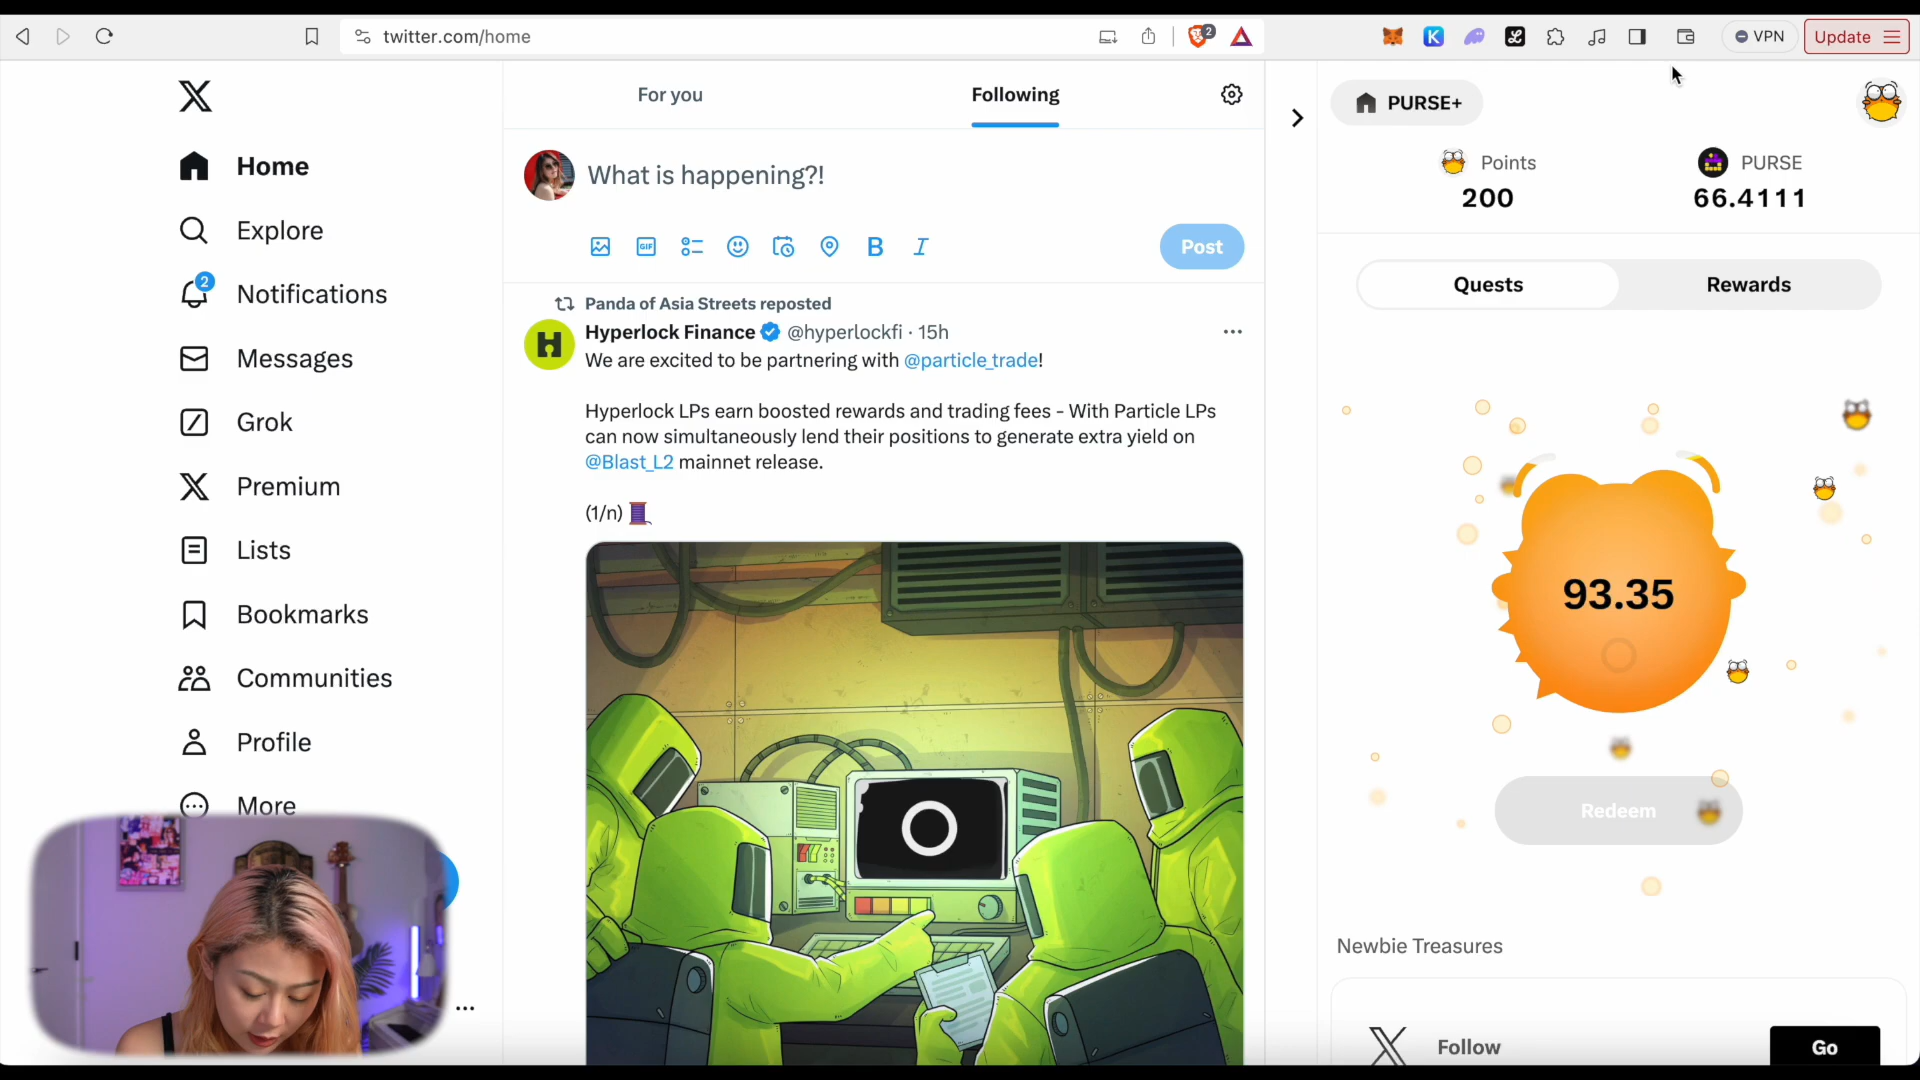 twitter.com/home
2
VPN
Update
Home
Explore
2
Notifications
Messages
Grok
Premium
Lists
Bookmarks
Communities
Profile
More
For you
Following
What is happening?!
GIF
B
I
Post
Panda of Asia Streets reposted
Hyperlock Finance @hyperlockfi · 15h
We are excited to be partnering with @particle_trade!
Hyperlock LPs earn boosted rewards and trading fees - With Particle LPs
can now simultaneously lend their positions to generate extra yield on
@Blast_L2 mainnet release.
(1/n)
PURSE+
Points
200
PURSE
66.4111
Quests
Rewards
93.35
Redeem
Newbie Treasures
Follow
Go